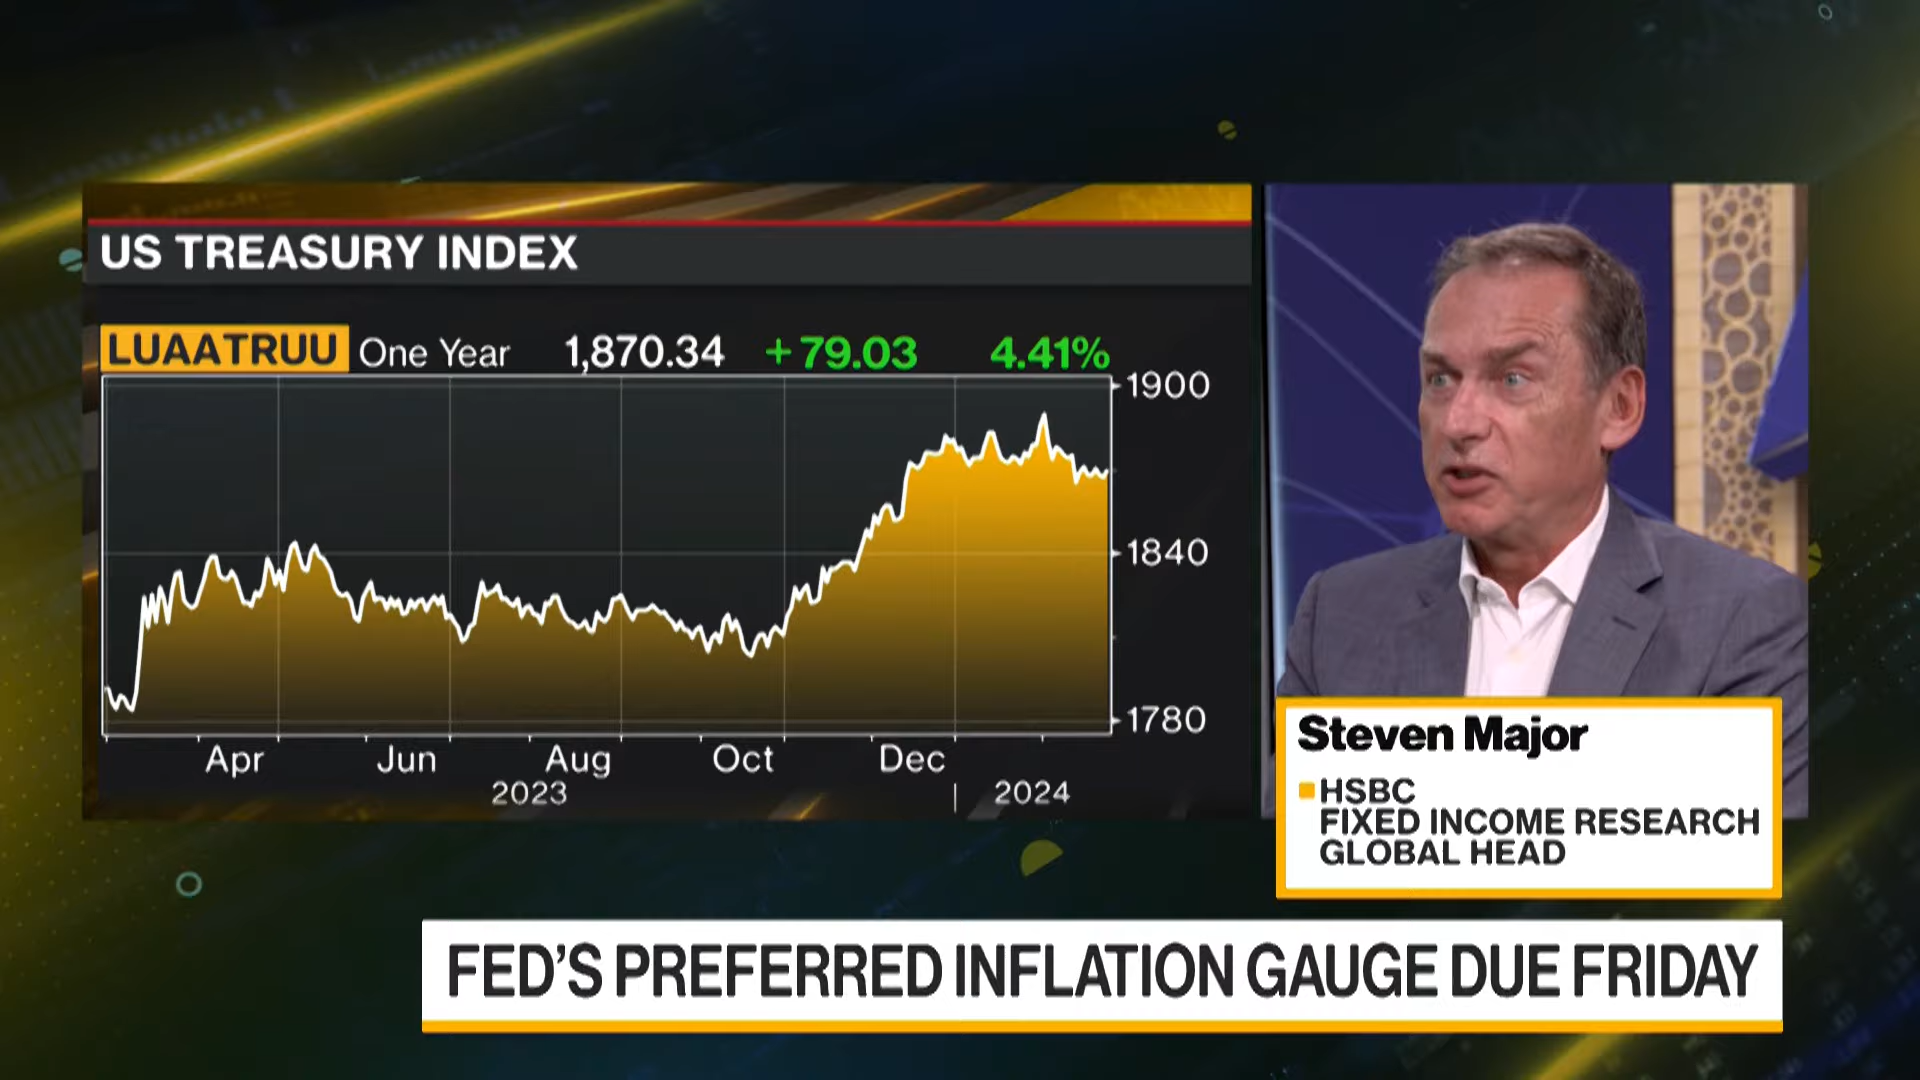 US TREASURY INDEX
LUAATRUU One Year 1,870.34 +79.03 4.41%
1900
1840
1780
Apr Jun Aug Oct Dec
2023 | 2024
Steven Major
HSBC
FIXED INCOME RESEARCH
GLOBAL HEAD
FED'S PREFERRED INFLATION GAUGE DUE FRIDAY